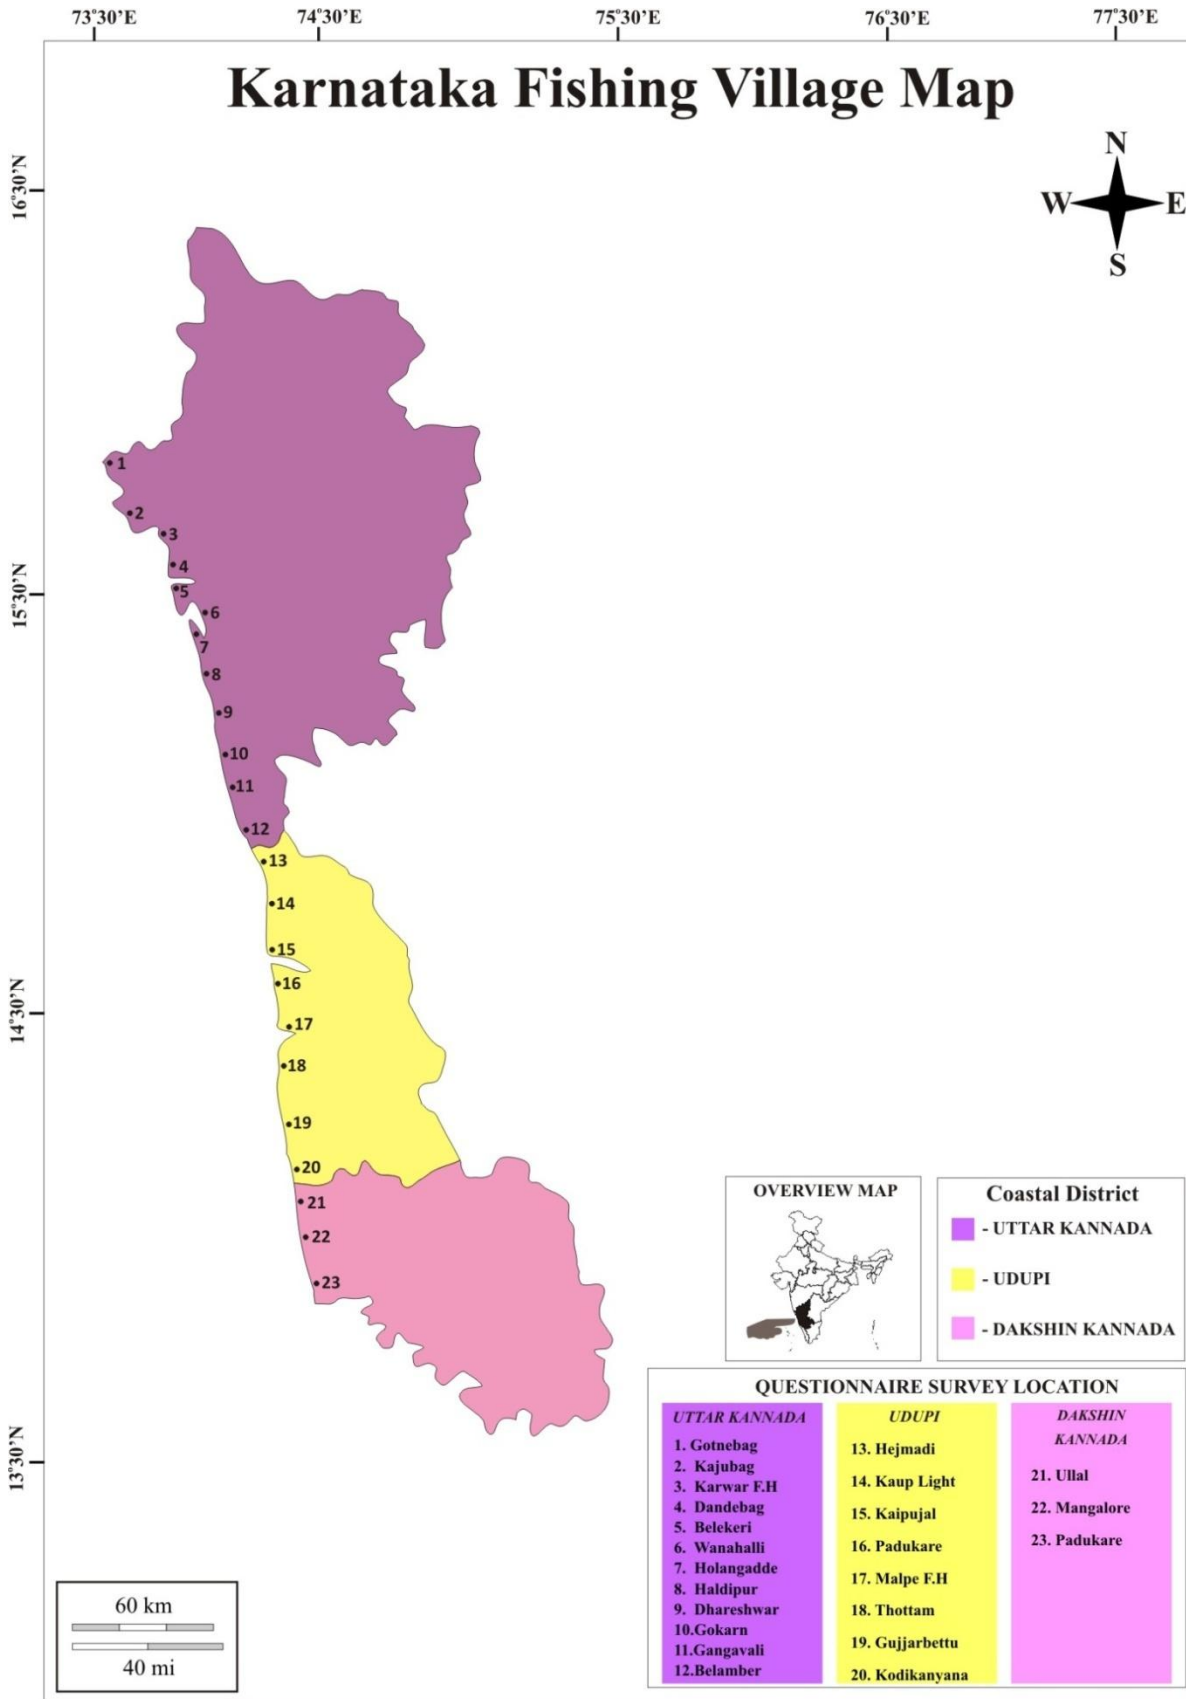 73°30'E 74°30'E 75°30'E 76°30'E 77°30'E
Karnataka Fishing Village Map
N
W E
S
16°30'N
15°30'N
14°30'N
13°30'N
1
2
3
4
5
6
7
8
9
10
11
12
13
14
15
16
17
18
19
20
21
22
23
OVERVIEW MAP
Coastal District
- UTTAR KANNADA
- UDUPI
- DAKSHIN KANNADA
QUESTIONNAIRE SURVEY LOCATION
UTTAR KANNADA
1. Gotnebag
2. Kajubag
3. Karwar F.H
4. Dandebag
5. Belekeri
6. Wanahalli
7. Holangadde
8. Haldipur
9. Dhareshwar
10.Gokarn
11.Gangavali
12.Belamber
UDUPI
13. Hejmadi
14. Kaup Light
15. Kaipujal
16. Padukare
17. Malpe F.H
18. Thottam
19. Gujjarbettu
20. Kodikanyana
DAKSHIN
KANNADA
21. Ullal
22. Mangalore
23. Padukare
60 km
40 mi